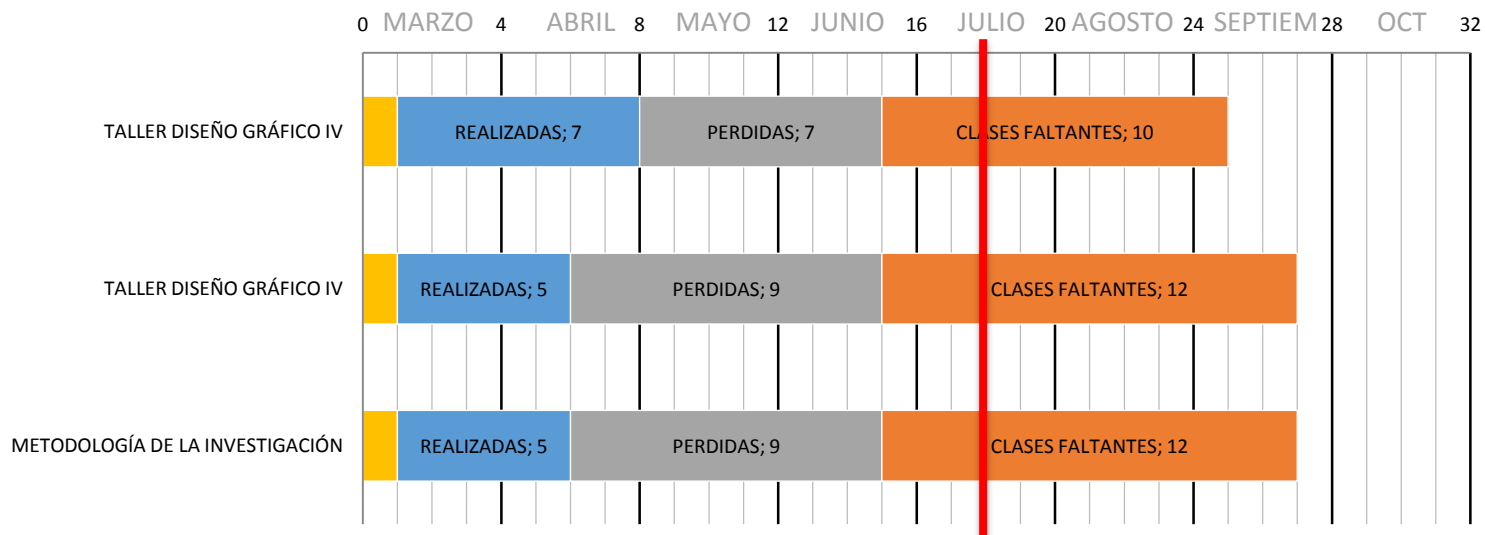 0 MARZO 4 ABRIL 8 MAYO 12 JUNIO 16 JULIO 20 AGOSTO 24 SEPTIEM 28 OCT 32
TALLER DISEÑO GRÁFICO IV REALIZADAS; 7 PERDIDAS; 7 CLASES FALTANTES; 10
TALLER DISEÑO GRÁFICO IV REALIZADAS; 5 PERDIDAS; 9 CLASES FALTANTES; 12
METODOLOGÍA DE LA INVESTIGACIÓN REALIZADAS; 5 PERDIDAS; 9 CLASES FALTANTES; 12